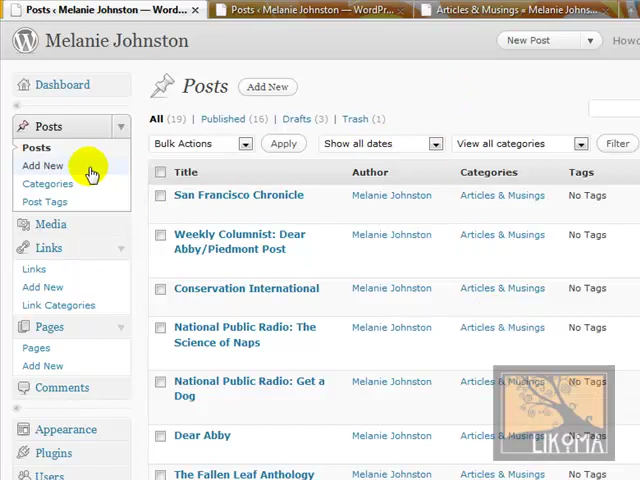 Posts ‹ Melanie Johnston — Word... ×
Posts ‹ Melanie Johnston — WordPr... ×
Articles & Musings « Melanie Johns... ×
Melanie Johnston
New Post
Howd
Dashboard
Posts
Posts
Add New
Categories
Post Tags
Media
Links
Links
Add New
Link Categories
Pages
Pages
Add New
Comments
Appearance
Plugins
Users
Posts Add New
All (19) | Published (16) | Drafts (3) | Trash (1)
Bulk Actions Apply Show all dates View all categories Filter
Title Author Categories Tags
San Francisco Chronicle Melanie Johnston Articles & Musings No Tags
Weekly Columnist: Dear Melanie Johnston Articles & Musings No Tags
Abby/Piedmont Post
Conservation International Melanie Johnston Articles & Musings No Tags
National Public Radio: The Melanie Johnston Articles & Musings No Tags
Science of Naps
National Public Radio: Get a Melanie Johnston Articles & Musings No Tags
Dog
Dear Abby Melanie Johnston Articles & Musings No Tags
The Fallen Leaf Anthology Melanie Johnston Articles & Musings No Tags
LIKOMA